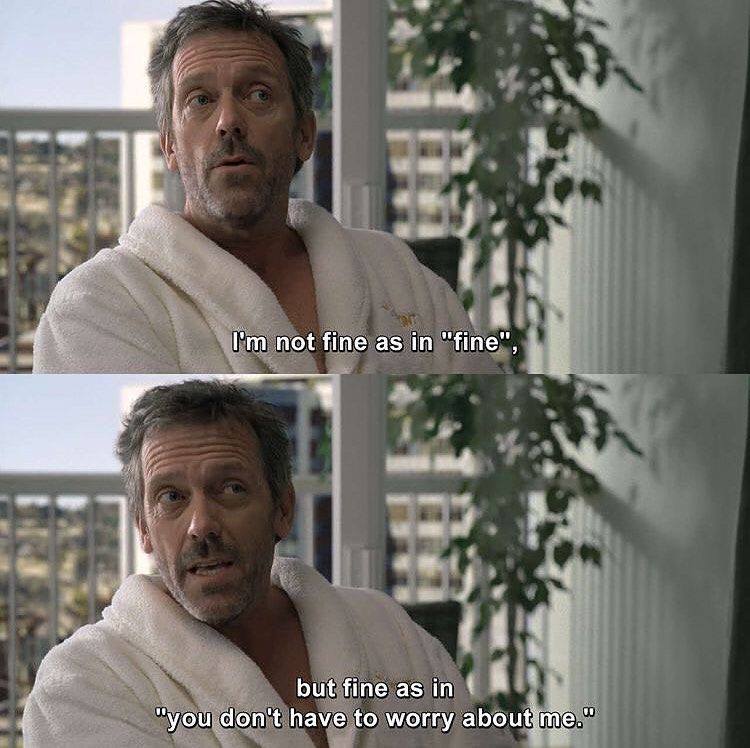 I'm not fine as in "fine",
but fine as in
"you don't have to worry about me."